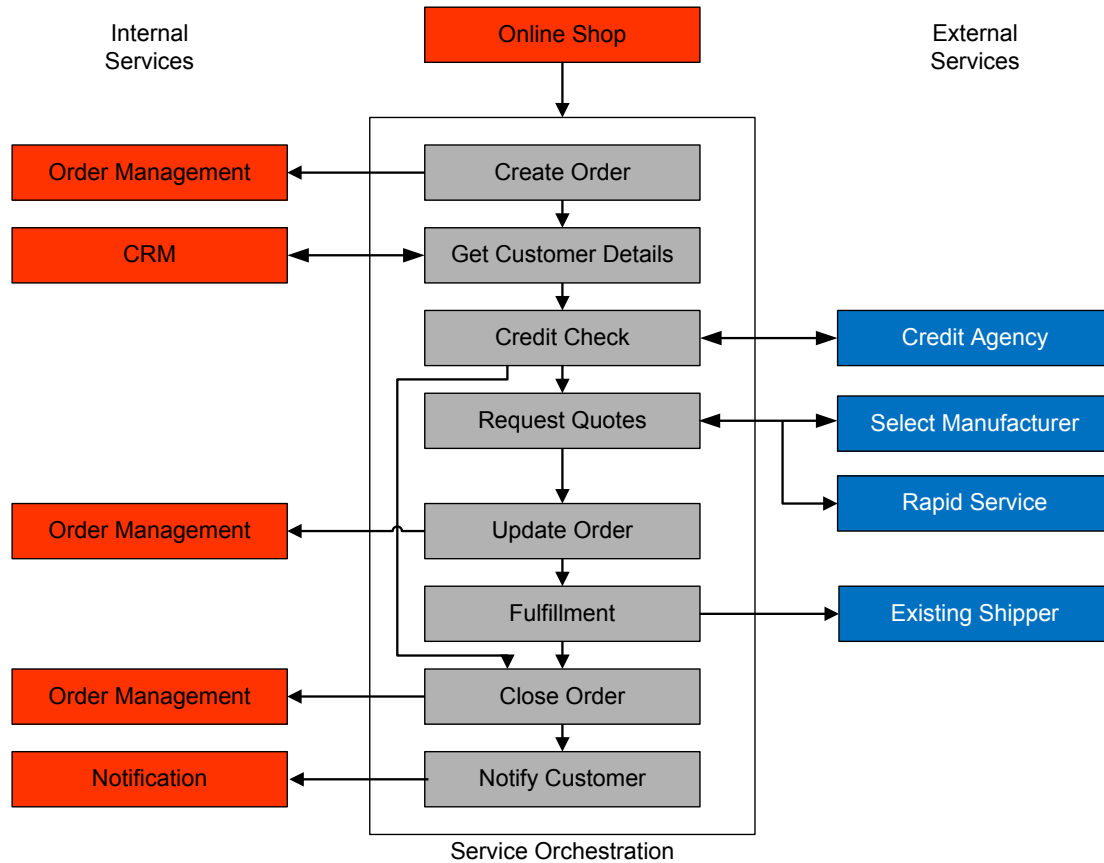 Internal
Services
Online Shop
External
Services
Order Management
Create Order
CRM
Get Customer Details
Credit Check
Credit Agency
Request Quotes
Select Manufacturer
Rapid Service
Order Management
Update Order
Fulfillment
Existing Shipper
Order Management
Close Order
Notification
Notify Customer
Service Orchestration